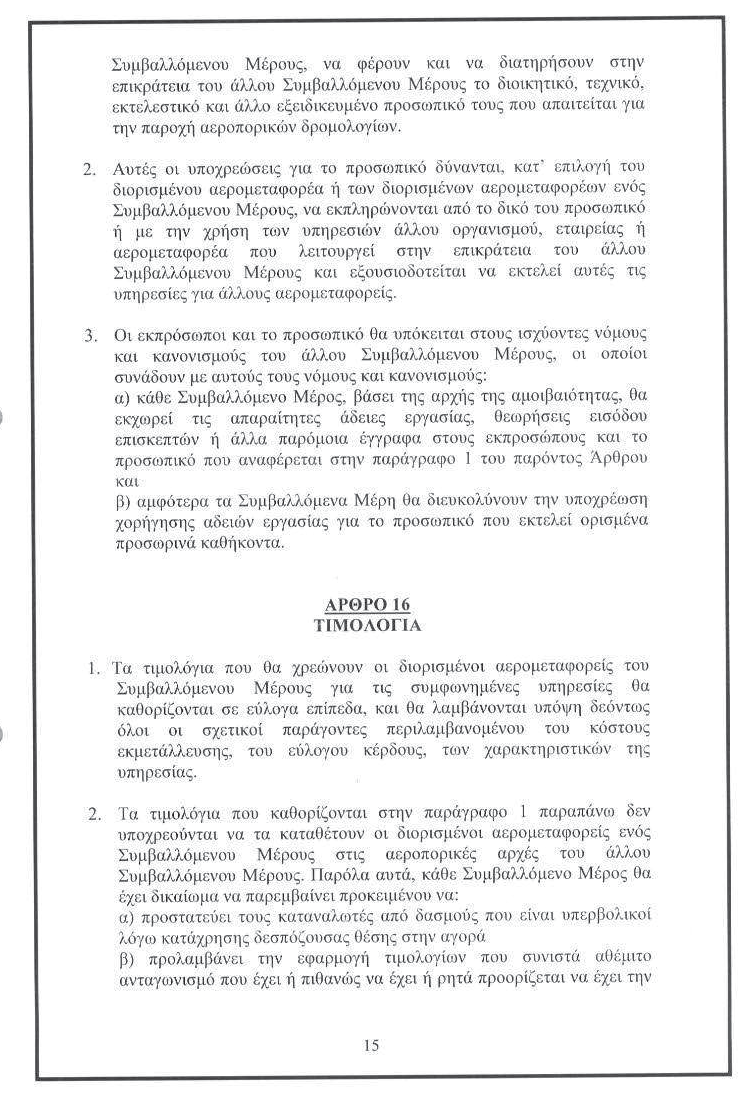 Συμβαλλόμενου Μέρους, να φέρουν και να διατηρήσουν στην
επικράτεια του άλλου Συμβαλλόμενου Μέρους το διοικητικό, τεχνικό,
εκτελεστικό και άλλο εξειδικευμένο προσωπικό τους που απαιτείται για
την παροχή αεροπορικών δρομολογίων.
2. Αυτές οι υποχρεώσεις για το προσωπικό δύνανται, κατ' επιλογή του
διορισμένου αερομεταφορέα ή των διορισμένων αερομεταφορέων ενός
Συμβαλλόμενου Μέρους, να εκπληρώνονται από το δικό του προσωπικό
ή με την χρήση των υπηρεσιών άλλου οργανισμού, εταιρείας ή
αερομεταφορέα που λειτουργεί στην επικράτεια του άλλου
Συμβαλλόμενου Μέρους και εξουσιοδοτείται να εκτελεί αυτές τις
υπηρεσίες για άλλους αερομεταφορείς.
3. Οι εκπρόσωποι και το προσωπικό θα υπόκειται στους ισχύοντες νόμους
και κανονισμούς του άλλου Συμβαλλόμενου Μέρους, οι οποίοι
συνάδουν με αυτούς τους νόμους και κανονισμούς:
α) κάθε Συμβαλλόμενο Μέρος, βάσει της αρχής της αμοιβαιότητας, θα
εκχωρεί τις απαραίτητες άδειες εργασίας, θεωρήσεις εισόδου
επισκεπτών ή άλλα παρόμοια έγγραφα στους εκπροσώπους και το
προσωπικό που αναφέρεται στην παράγραφο 1 του παρόντος Άρθρου
και
β) αμφότερα τα Συμβαλλόμενα Μέρη θα διευκολύνουν την υποχρέωση
χορήγησης αδειών εργασίας για το προσωπικό που εκτελεί ορισμένα
προσωρινά καθήκοντα.
ΑΡΘΡΟ 16
ΤΙΜΟΛΟΓΙΑ
1. Τα τιμολόγια που θα χρεώνουν οι διορισμένοι αερομεταφορείς του
Συμβαλλόμενου Μέρους για τις συμφωνημένες υπηρεσίες θα
καθορίζονται σε εύλογα επίπεδα, και θα λαμβάνονται υπόψη δεόντως
όλοι οι σχετικοί παράγοντες περιλαμβανομένου του κόστους
εκμετάλλευσης, του εύλογου κέρδους, των χαρακτηριστικών της
υπηρεσίας.
2. Τα τιμολόγια που καθορίζονται στην παράγραφο 1 παραπάνω δεν
υποχρεούνται να τα καταθέτουν οι διορισμένοι αερομεταφορείς ενός
Συμβαλλόμενου Μέρους στις αεροπορικές αρχές του άλλου
Συμβαλλόμενου Μέρους. Παρόλα αυτά, κάθε Συμβαλλόμενο Μέρος θα
έχει δικαίωμα να παρεμβαίνει προκειμένου να:
α) προστατεύει τους καταναλωτές από δασμούς που είναι υπερβολικοί
λόγω κατάχρησης δεσπόζουσας θέσης στην αγορά
β) προλαμβάνει την εφαρμογή τιμολογίων που συνιστά αθέμιτο
ανταγωνισμό που έχει ή πιθανώς να έχει ή ρητά προορίζεται να έχει την
15